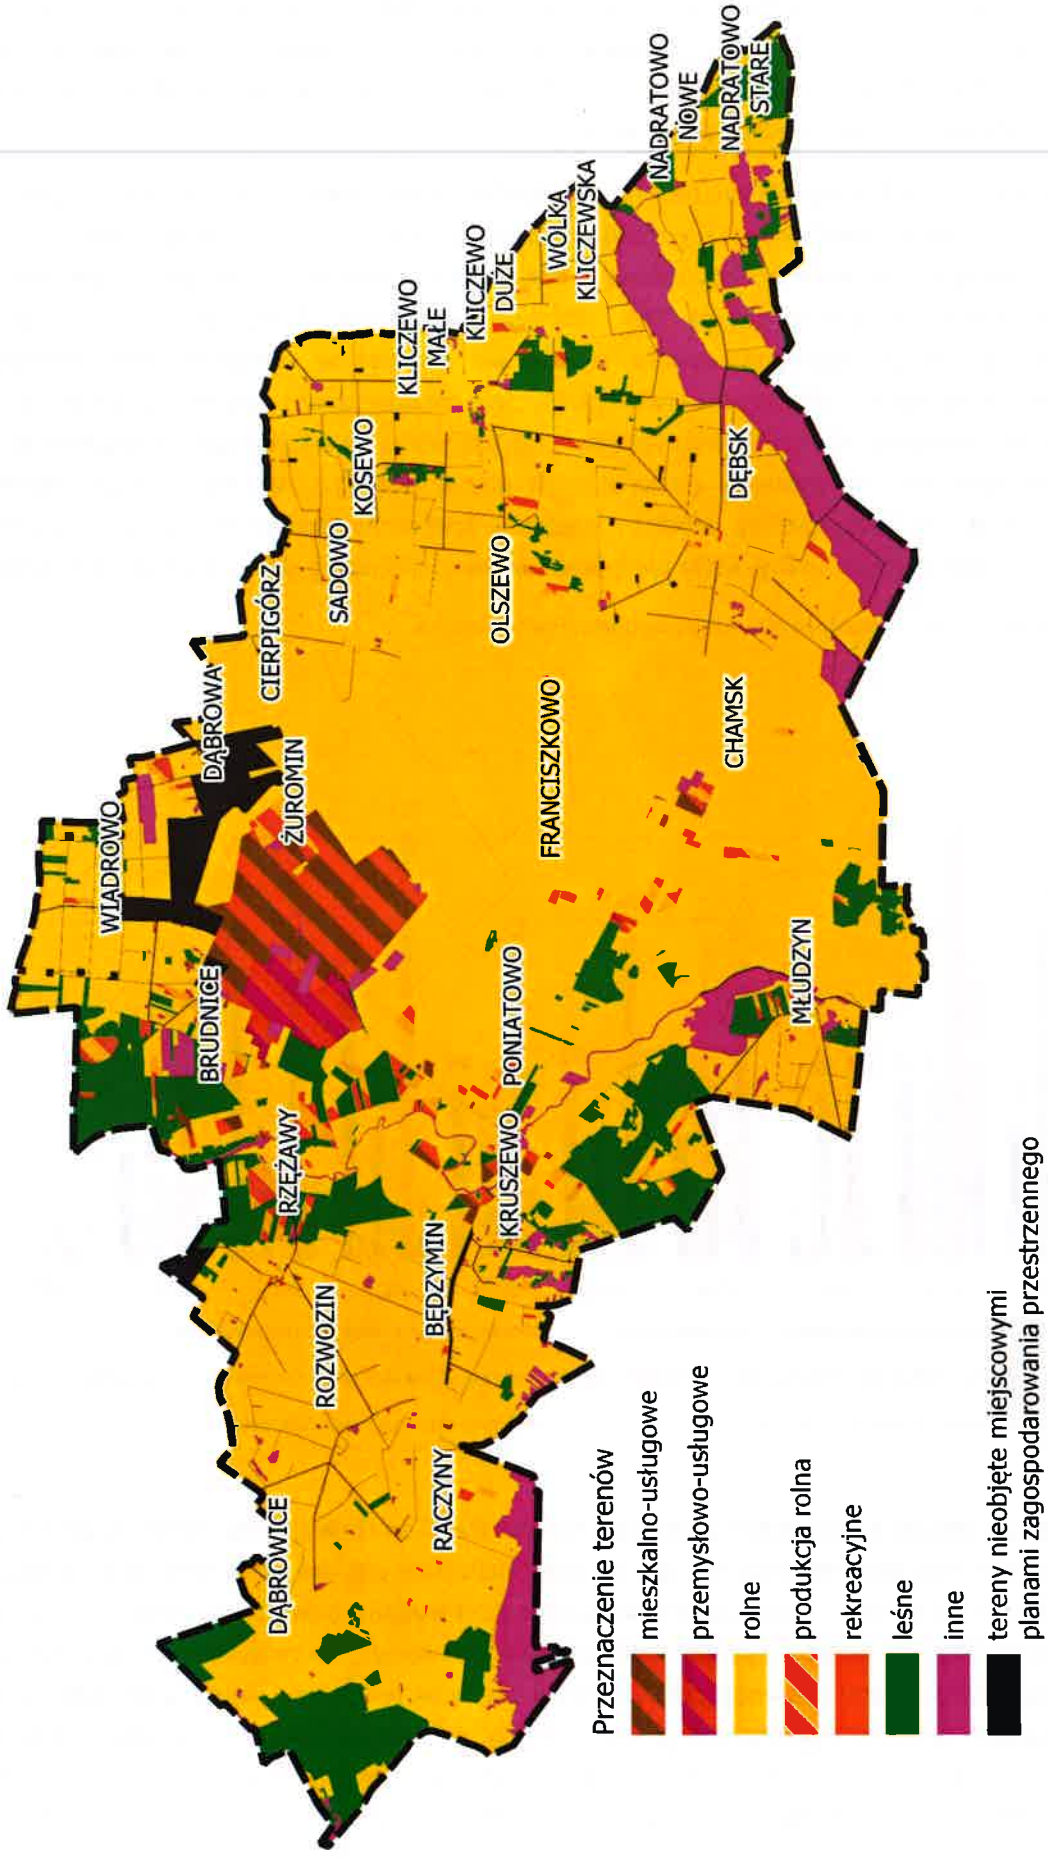 DĄBROWICE
RACZYNY
ROZWOZIN
BĘDZYMIN
RZĘŻAWY
KRUSZEWO
BRUDNICE
PONIATOWO
MŁUDZYN
WIADROWO
ŻUROMIN
DĄBROWA
FRANCISZKOWO
CHAMSK
CIERPIGÓRZ
SADOWO
OLSZEWO
KOSEWO
DĘBSK
KLICZEWO
MAŁE
KLICZEWO
DUŻE
WÓLKA
KLICZEWSKA
NADRATOWO
NOWE
NADRATOWO
STARE
Przeznaczenie terenów
mieszkalno-usługowe
przemysłowo-usługowe
rolne
produkcja rolna
rekreacyjne
leśne
inne
tereny nieobjęte miejscowymi
planami zagospodarowania przestrzennego